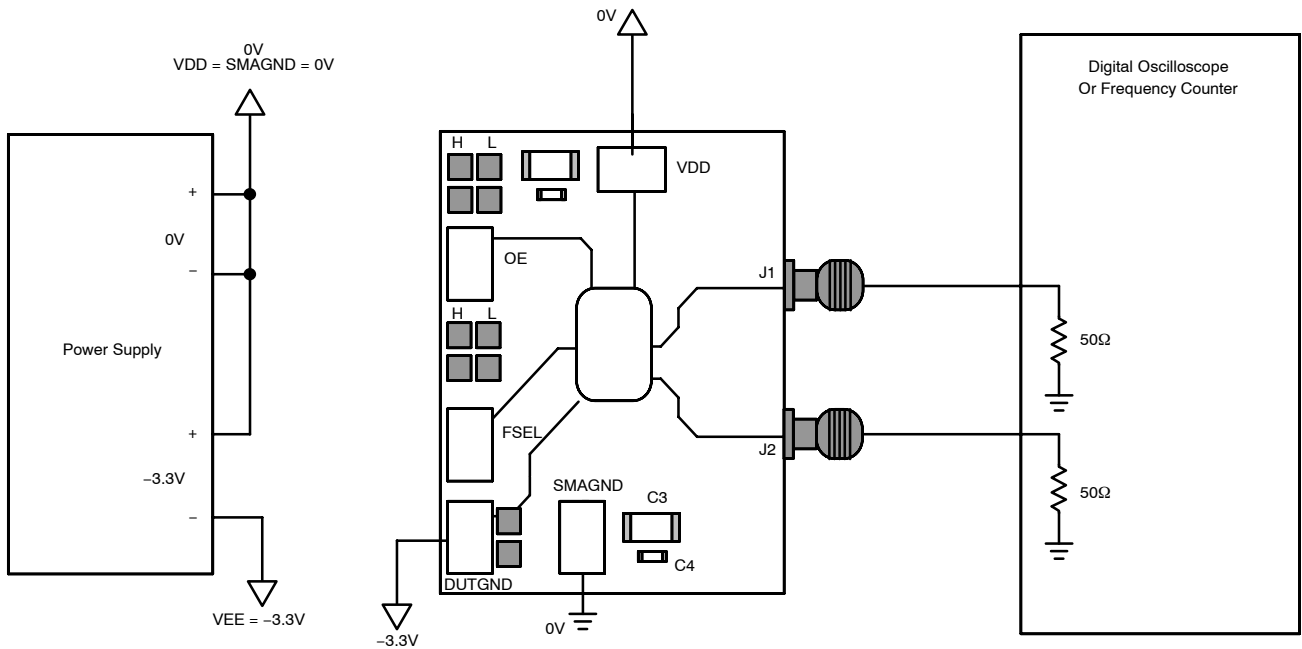 0V
VDD = SMAGND = 0V
+
0V
−
Power Supply
+
−3.3V
−
VEE = −3.3V
0V
H L
VDD
OE
H L
FSEL
SMAGND
C3
C4
DUTGND
−3.3V
0V
J1
J2
Digital Oscilloscope
Or Frequency Counter
50Ω
50Ω